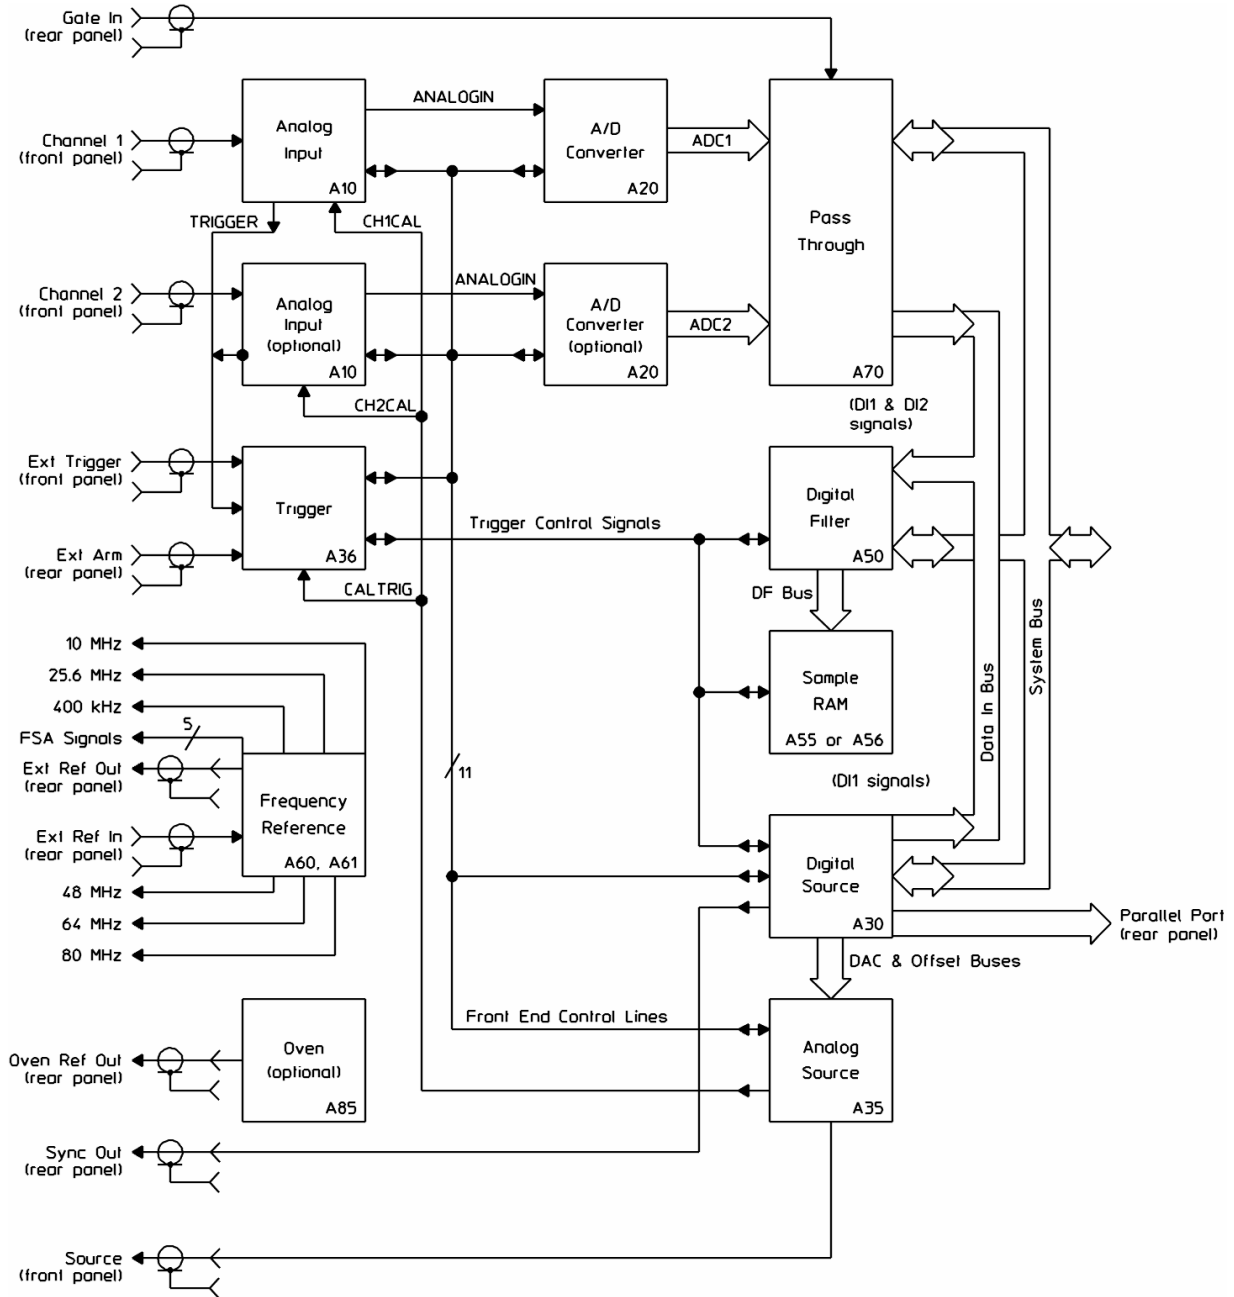 Gate In
(rear panel)
Channel 1
(front panel)
Analog
Input
A10
ANALOGIN
A/D
Converter
A20
ADC1
Pass
Through
A70
TRIGGER
CH1CAL
Channel 2
(front panel)
Analog
Input
(optional)
A10
ANALOGIN
A/D
Converter
(optional)
A20
ADC2
CH2CAL
(DI1 & DI2
signals)
Ext Trigger
(front panel)
Trigger
A36
Ext Arm
(rear panel)
Trigger Control Signals
Digital
Filter
A50
CALTRIG
DF Bus
10 MHz
25.6 MHz
400 kHz
FSA Signals
5
Ext Ref Out
(rear panel)
Frequency
Reference
A60, A61
Ext Ref In
(rear panel)
48 MHz
64 MHz
80 MHz
11
Sample
RAM
A55 or A56
(DI1 signals)
Data In Bus
System Bus
Digital
Source
A30
Parallel Port
(rear panel)
DAC & Offset Buses
Front End Control Lines
Oven
(optional)
A85
Oven Ref Out
(rear panel)
Analog
Source
A35
Sync Out
(rear panel)
Source
(front panel)